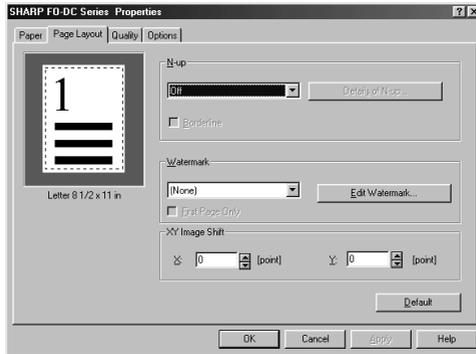 SHARP FO-DC Series Properties
Paper Page Layout Quality Options
1
Letter 8 1/2 x 11 in
N-up
Off
Details of N-up...
Borderline
Watermark
(None)
Edit Watermark...
First Page Only
XY Image Shift
X: 0 [point] Y: 0 [point]
Default
OK Cancel Apply Help